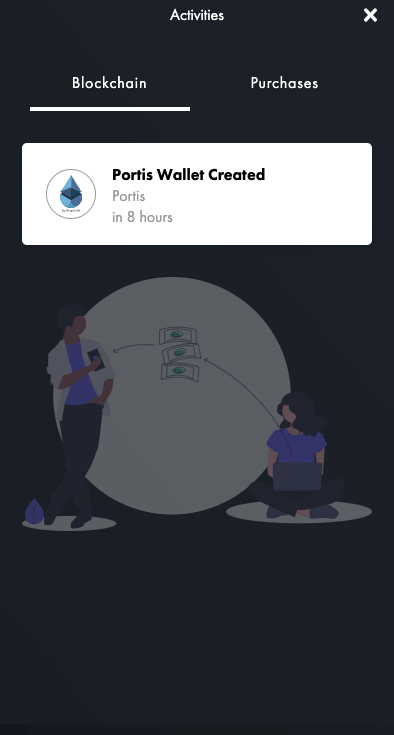 Activities
Blockchain
Purchases
Portis Wallet Created
Portis
in 8 hours